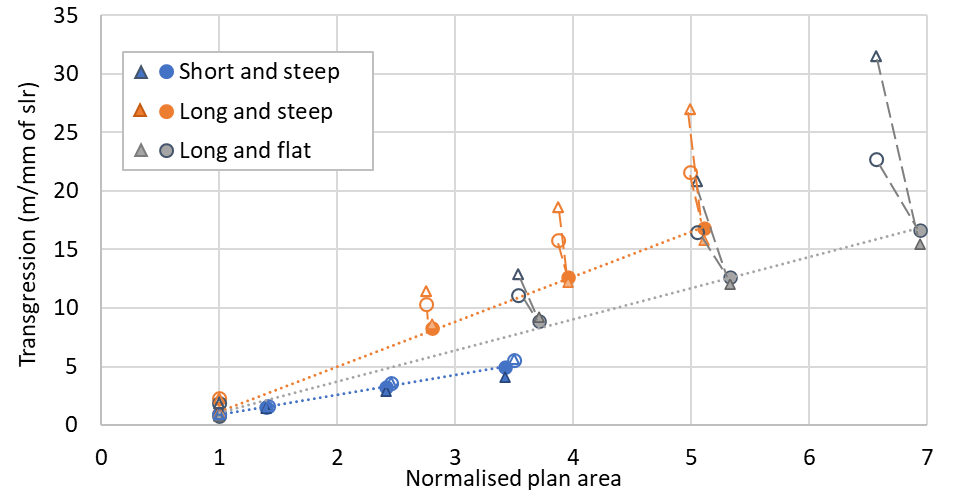 Transgression (m/mm of slr)
35
30
25
20
15
10
5
0
Short and steep
Long and steep
Long and flat
0 1 2 3 4 5 6 7
Normalised plan area